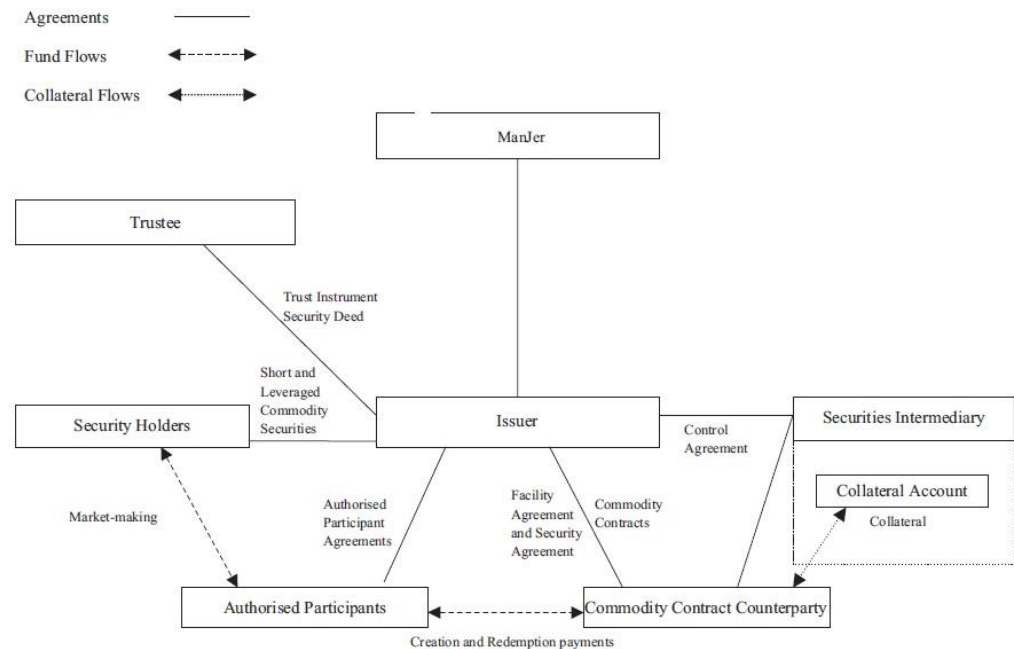 Agreements
Fund Flows
Collateral Flows
ManJer
Trustee
Trust Instrument
Security Deed
Short and
Leveraged
Commodity
Securities
Security Holders
Issuer
Control
Agreement
Securities Intermediary
Collateral Account
Collateral
Market-making
Authorised
Participant
Agreements
Facility
Agreement
and Security
Agreement
Commodity
Contracts
Authorised Participants
Commodity Contract Counterparty
Creation and Redemption payments